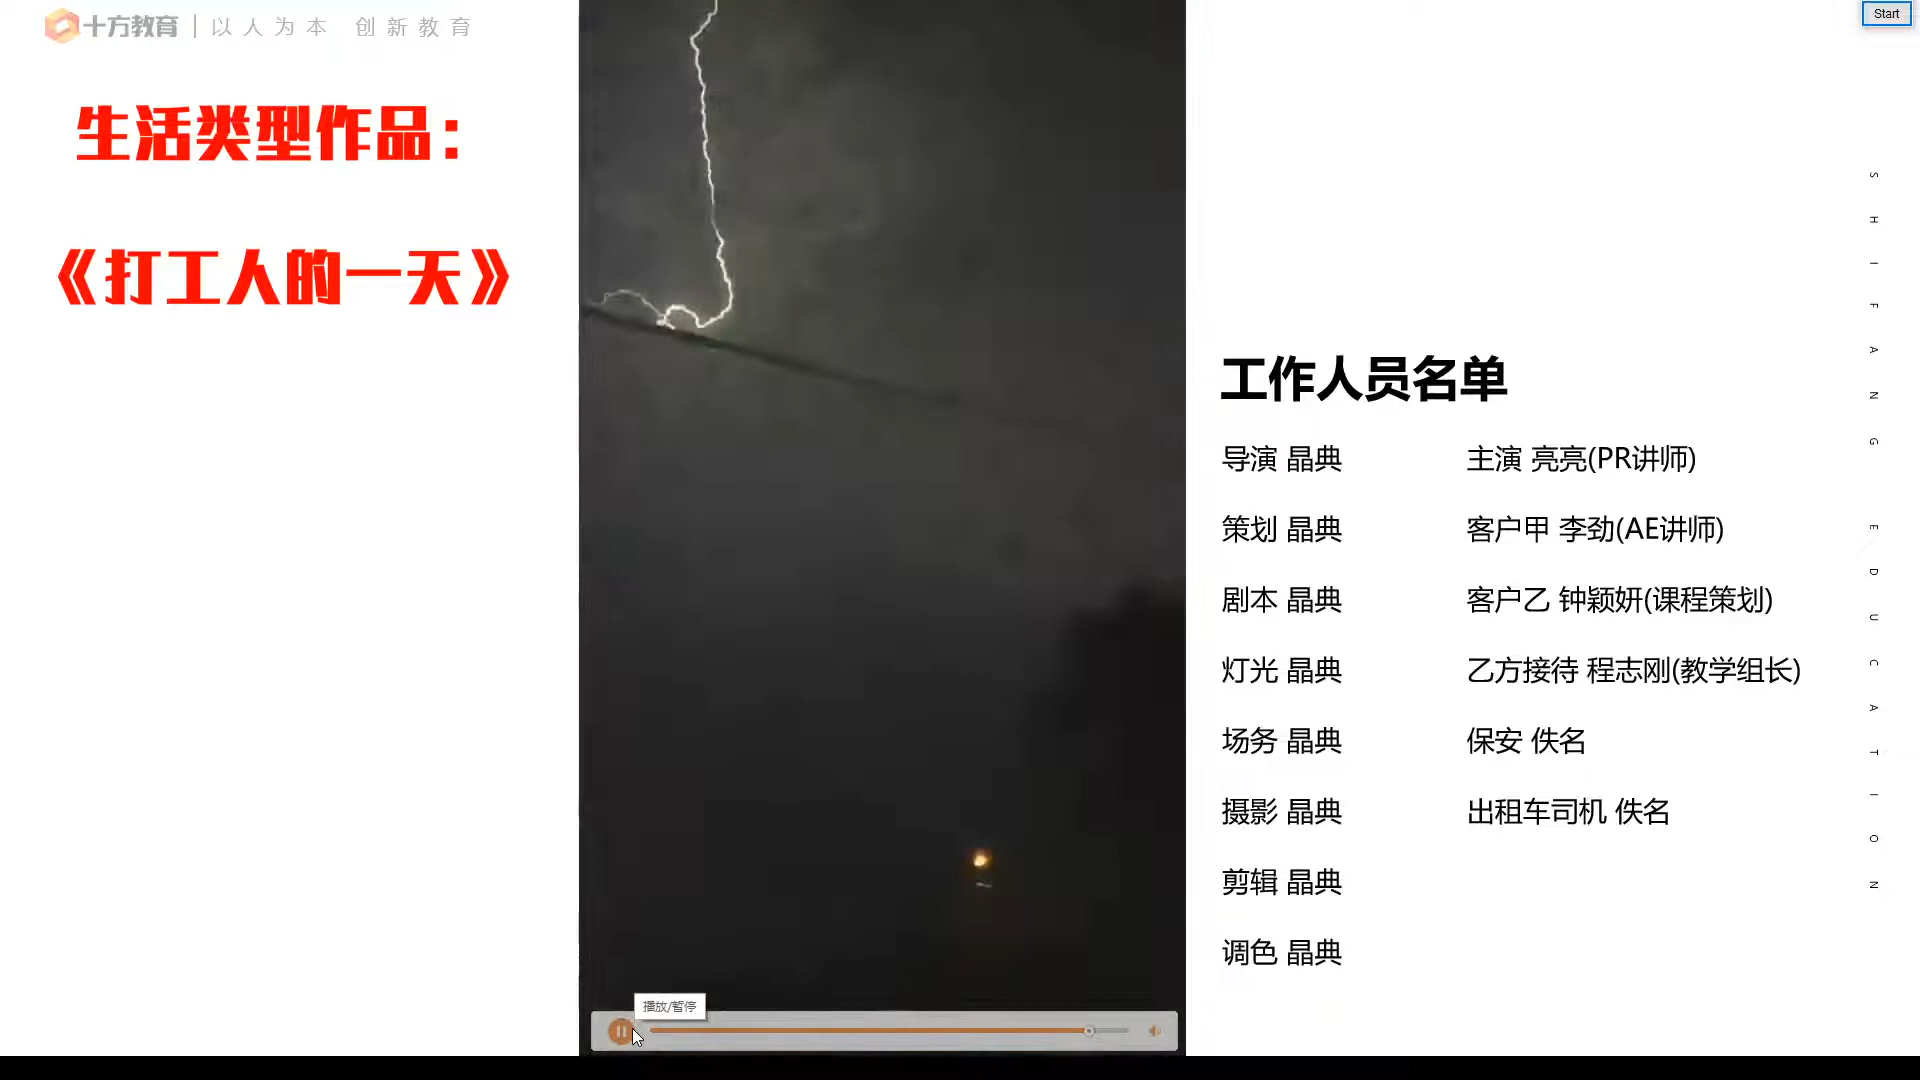 十方教育 | 以人为本 创新教育
Start
生活类型作品：
《打工人的一天》
工作人员名单
导演 晶典
主演 亮亮(PR讲师)
策划 晶典
客户甲 李劲(AE讲师)
剧本 晶典
客户乙 钟颖妍(课程策划)
灯光 晶典
乙方接待 程志刚(教学组长)
场务 晶典
保安 佚名
摄影 晶典
出租车司机 佚名
剪辑 晶典
调色 晶典
播放/暂停
SHIFANG EDUCATION